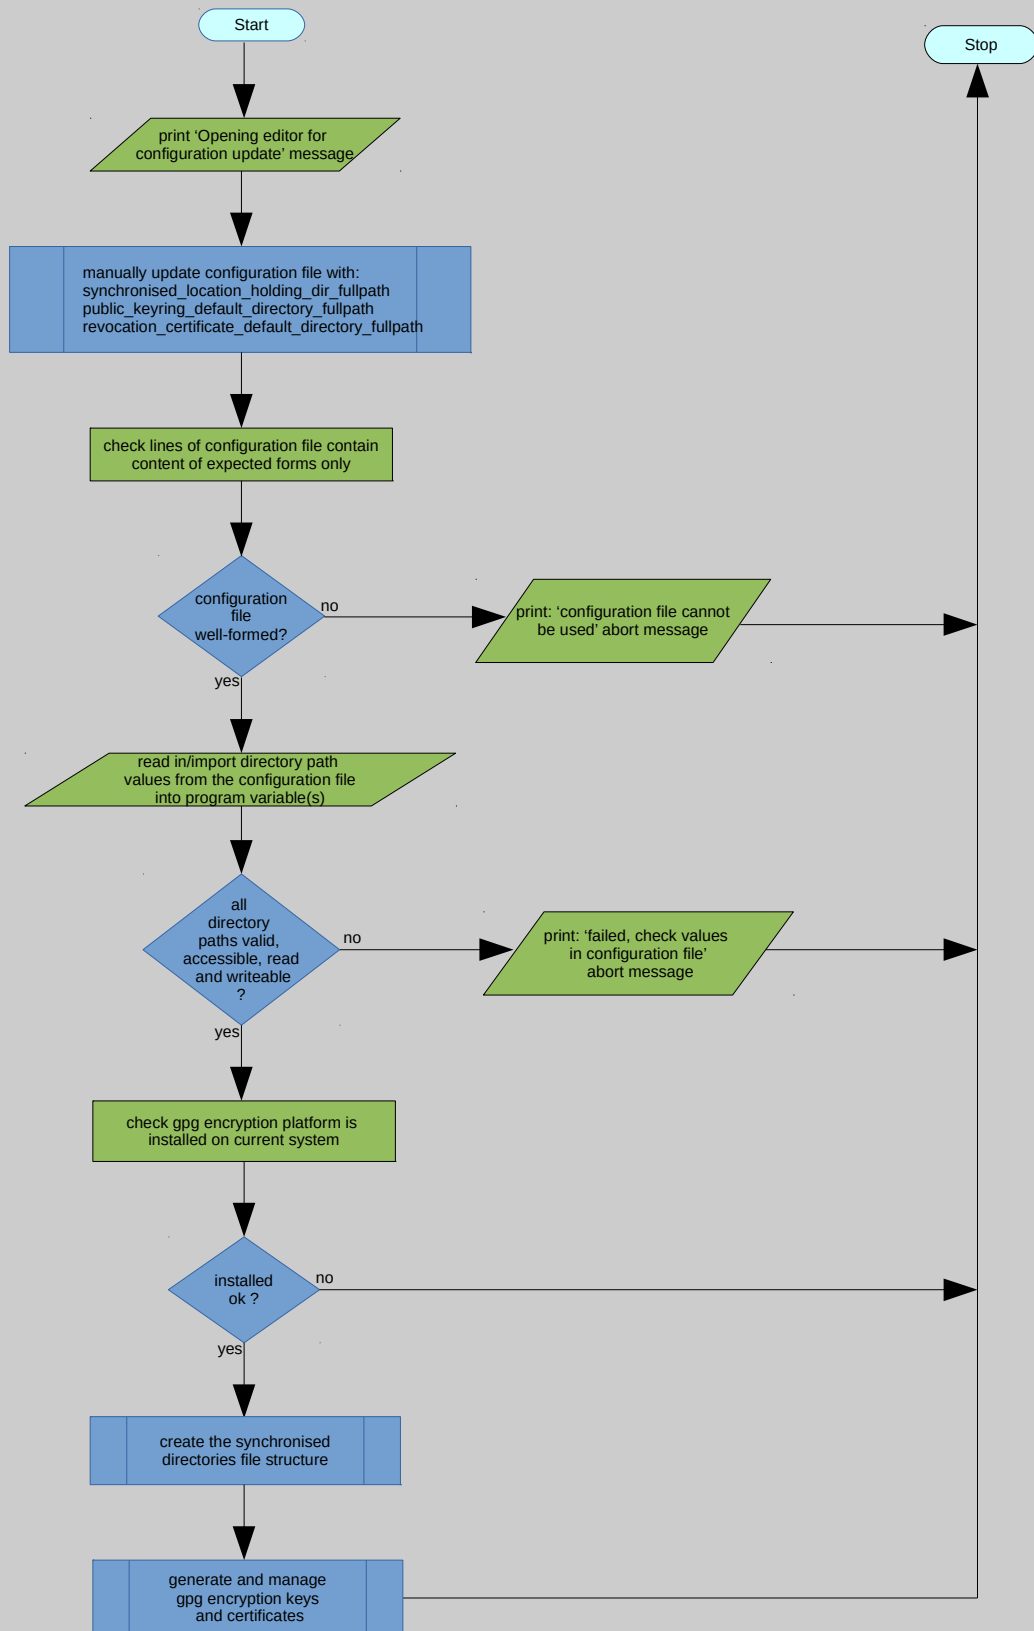 Start
Stop
print ‘Opening editor for
configuration update’ message
manually update configuration file with:
synchronised_location_holding_dir_fullpath
public_keyring_default_directory_fullpath
revocation_certificate_default_directory_fullpath
check lines of configuration file contain
content of expected forms only
configuration
file
well-formed?
no
print: ‘configuration file cannot
be used’ abort message
yes
read in/import directory path
values from the configuration file
into program variable(s)
all
directory
paths valid,
accessible, read
and writeable
?
no
print: ‘failed, check values
in configuration file’
abort message
yes
check gpg encryption platform is
installed on current system
installed
ok ?
no
yes
create the synchronised
directories file structure
generate and manage
gpg encryption keys
and certificates